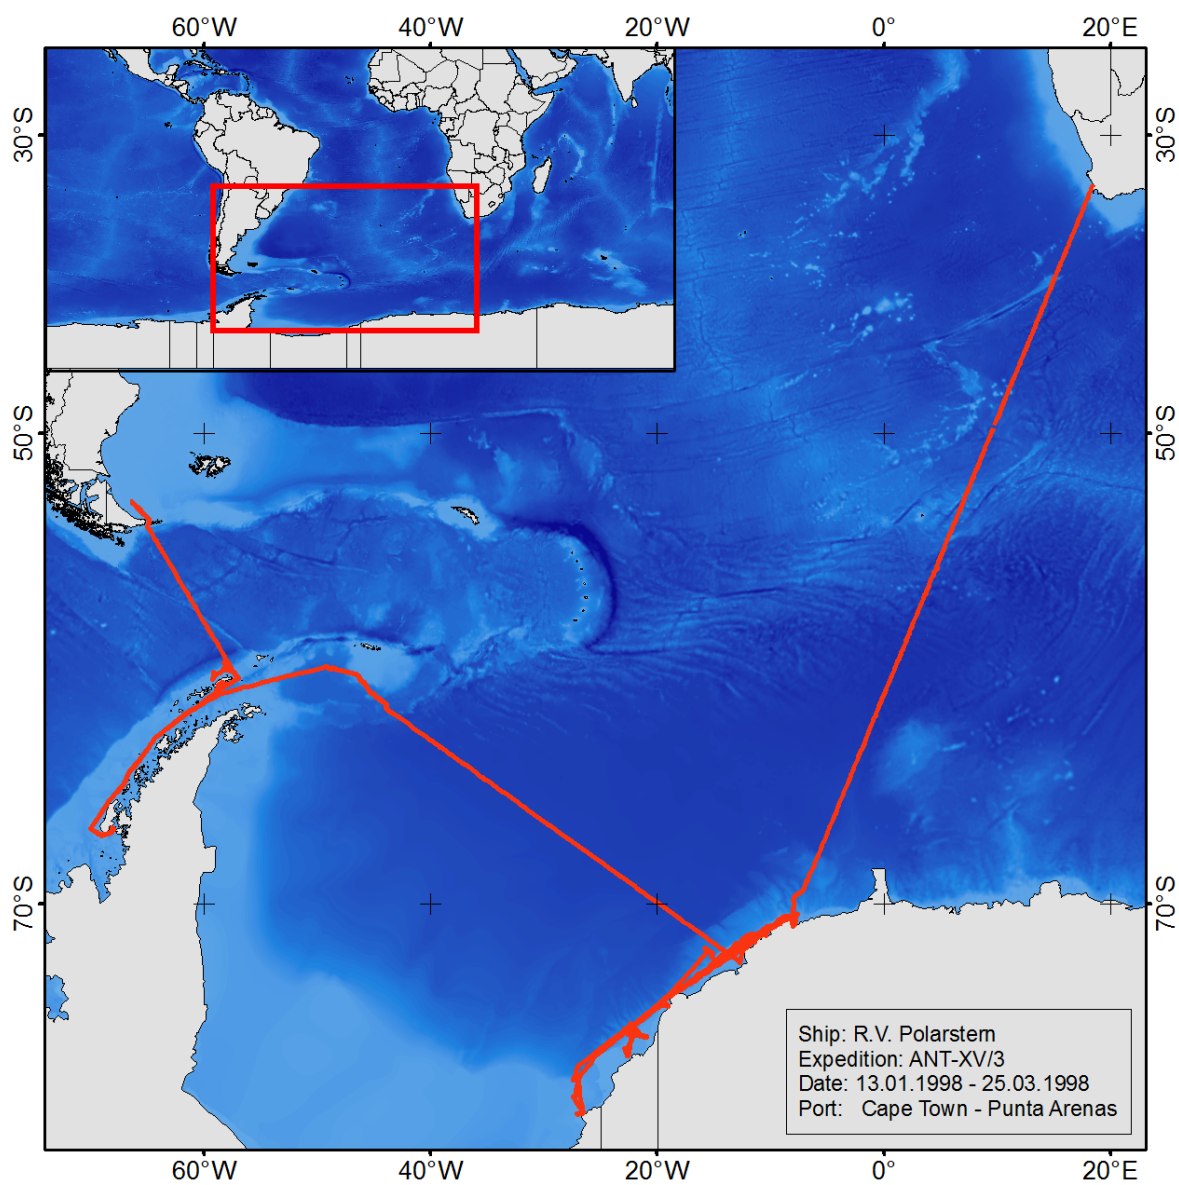 60°W 40°W 20°W 0° 20°E
30°S 30°S
50°S 50°S
70°S 70°S
Ship: R.V. Polarstern
Expedition: ANT-XV/3
Date: 13.01.1998 - 25.03.1998
Port: Cape Town - Punta Arenas
60°W 40°W 20°W 0° 20°E